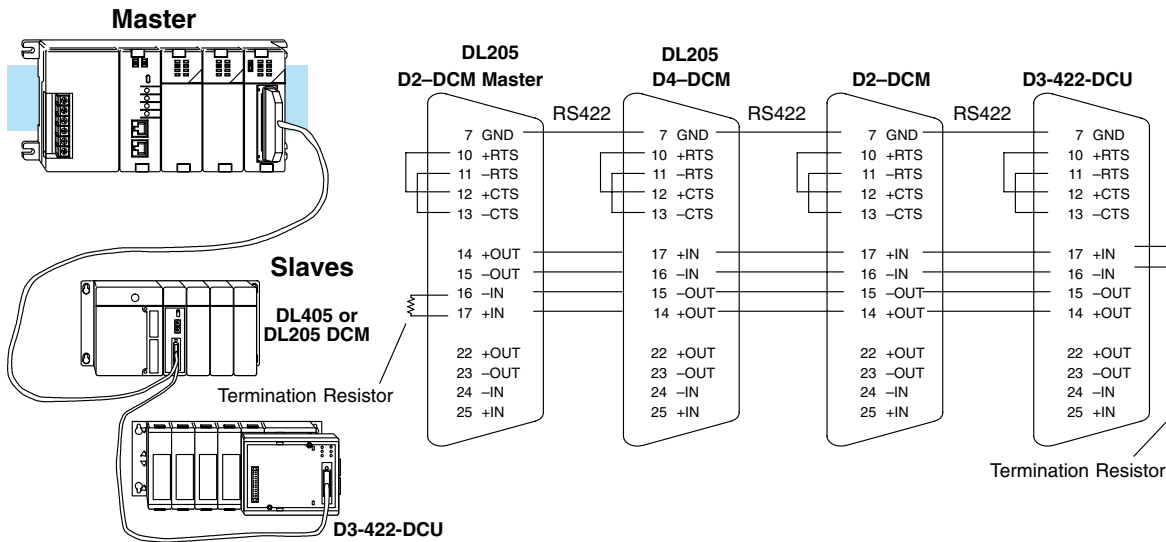 Master
Slaves
DL405 or
DL205 DCM
D3-422-DCU
Termination Resistor
DL205
D2–DCM Master
DL205
D4–DCM
D2–DCM
D3-422-DCU
RS422
RS422
RS422
7 GND
10 +RTS
11 –RTS
12 +CTS
13 –CTS
14 +OUT
15 –OUT
16 –IN
17 +IN
22 +OUT
23 –OUT
24 –IN
25 +IN
7 GND
10 +RTS
11 –RTS
12 +CTS
13 –CTS
17 +IN
16 –IN
15 –OUT
14 +OUT
22 +OUT
23 –OUT
24 –IN
25 +IN
7 GND
10 +RTS
11 –RTS
12 +CTS
13 –CTS
17 +IN
16 –IN
15 –OUT
14 +OUT
22 +OUT
23 –OUT
24 –IN
25 +IN
7 GND
10 +RTS
11 –RTS
12 +CTS
13 –CTS
17 +IN
16 –IN
15 –OUT
14 +OUT
22 +OUT
23 –OUT
24 –IN
25 +IN
Termination Resistor